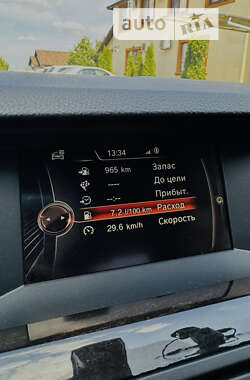 auto RIA
13:34
965 km Запас
---- До цели
--:-- Прибыт.
7.2 l/100 km Расход
29.6 km/h Скорость